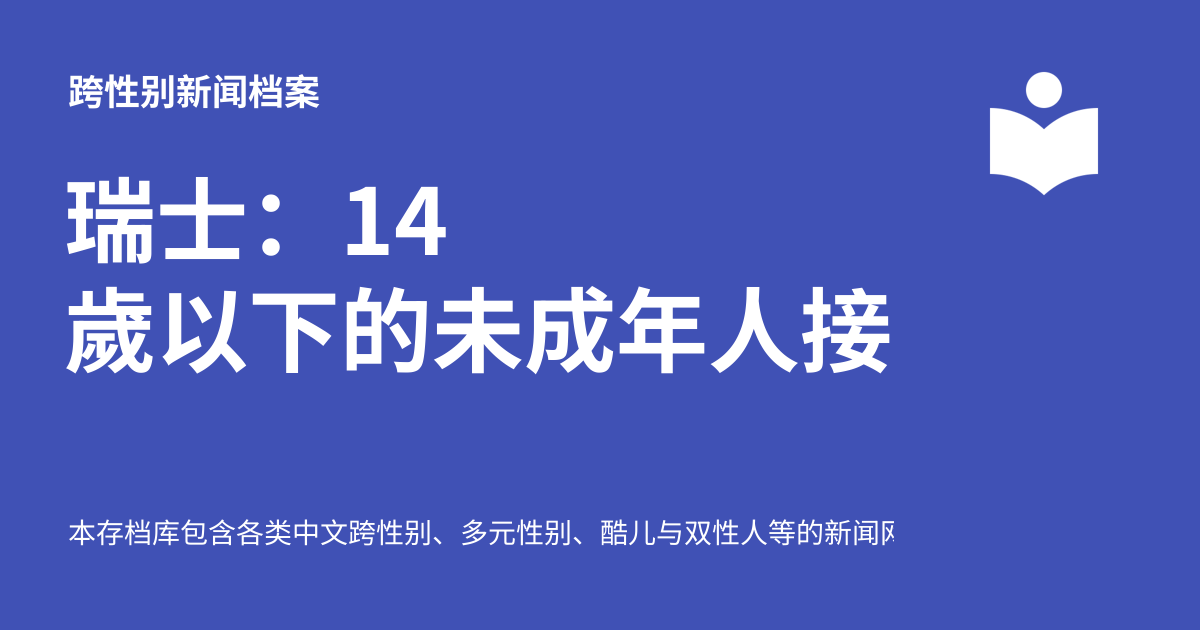 跨性别新闻档案
瑞士：14
歲以下的未成年人接
本存档库包含各类中文跨性别、多元性别、酷儿与双性人等的新闻网